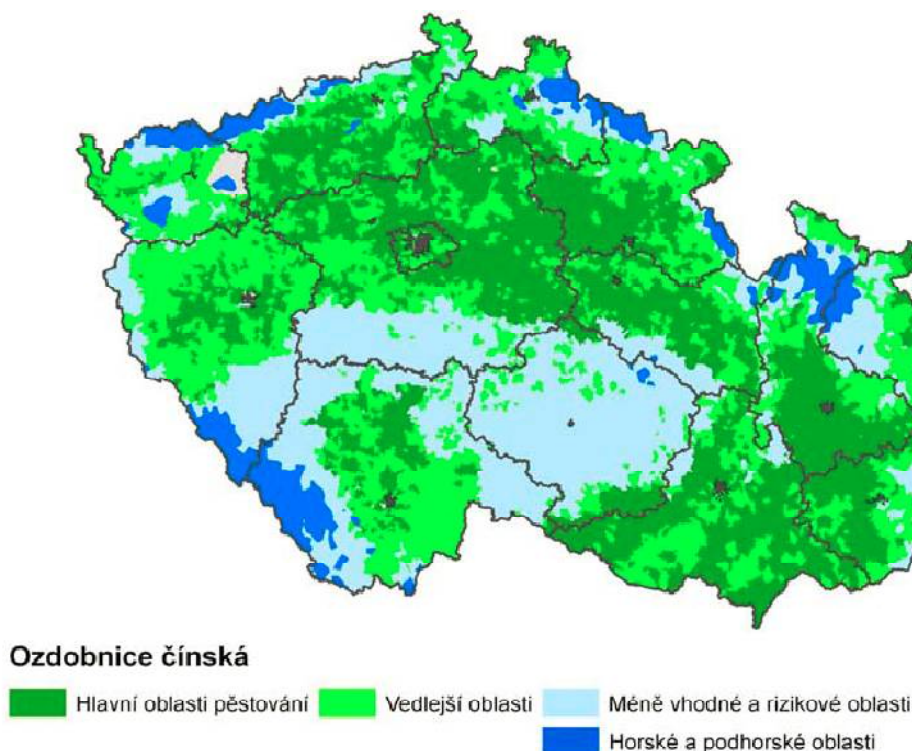 Ozdobnice čínská
Hlavní oblasti pěstování Vedlejší oblasti Méně vhodné a rizikové oblasti
Horské a podhorské oblasti